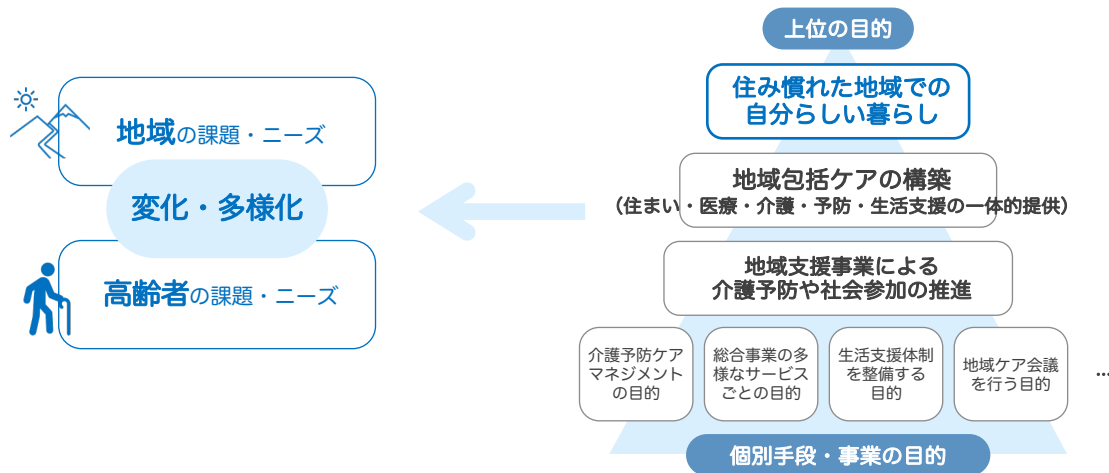 地域の課題・ニーズ
変化・多様化
高齢者の課題・ニーズ
上位の目的
住み慣れた地域での
自分らしい暮らし
地域包括ケアの構築
（住まい・医療・介護・予防・生活支援の一体的提供）
地域支援事業による
介護予防や社会参加の推進
介護予防ケア
マネジメント
の目的
総合事業の多
様なサービス
ごとの目的
生活支援体制
を整備する
目的
地域ケア会議
を行う目的
…
個別手段・事業の目的